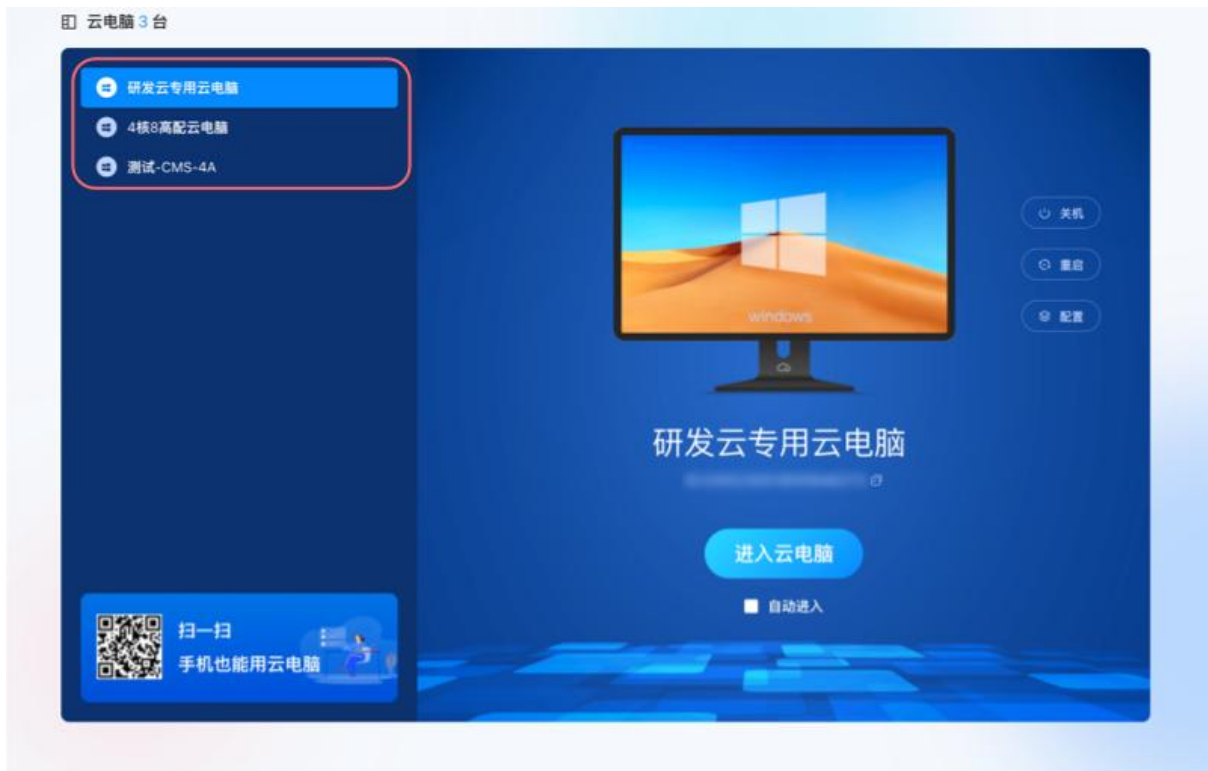 云电脑 3 台
研发云专用云电脑
4核8高配云电脑
测试-CMS-4A
windows
关机
重启
配置
研发云专用云电脑
进入云电脑
自动进入
扫一扫
手机也能用云电脑